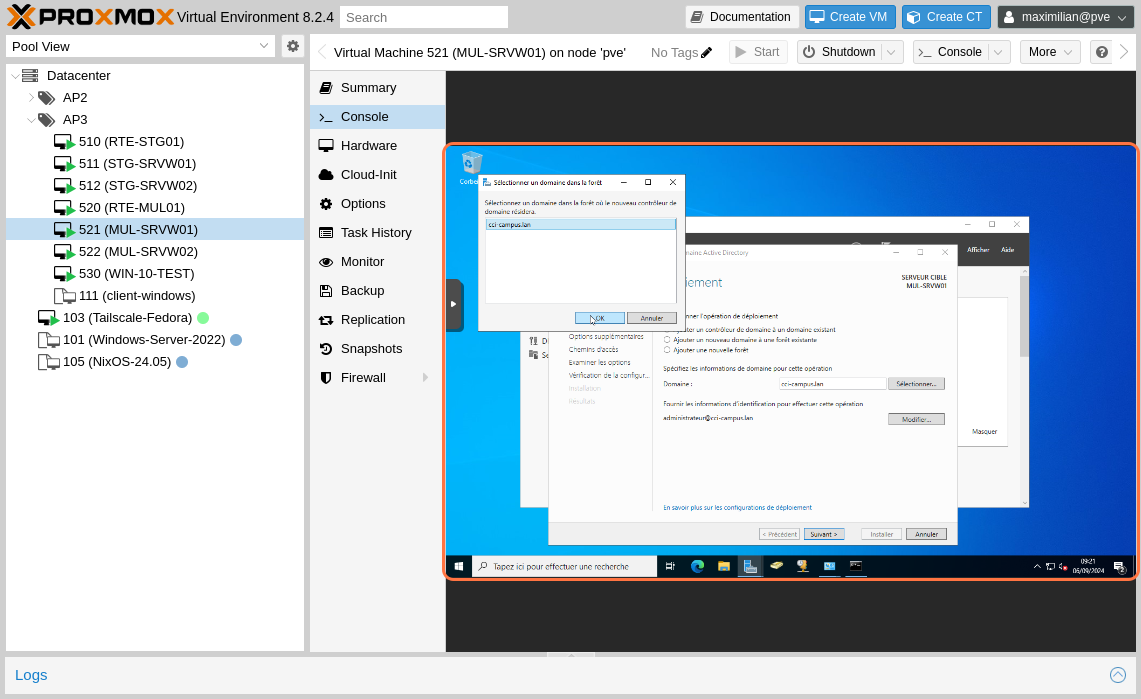 PROXMOX Virtual Environment 8.2.4
Search
Documentation
Create VM
Create CT
maximilian@pve
Pool View
Virtual Machine 521 (MUL-SRVW01) on node 'pve'
No Tags
Start
Shutdown
Console
More
Datacenter
AP2
AP3
510 (RTE-STG01)
511 (STG-SRVW01)
512 (STG-SRVW02)
520 (RTE-MUL01)
521 (MUL-SRVW01)
522 (MUL-SRVW02)
530 (WIN-10-TEST)
111 (client-windows)
103 (Tailscale-Fedora)
101 (Windows-Server-2022)
105 (NixOS-24.05)
Summary
Console
Hardware
Cloud-Init
Options
Task History
Monitor
Backup
Replication
Snapshots
Firewall
Sélectionner un domaine dans la forêt
Sélectionnez un domaine dans la forêt où le nouveau contrôleur de
domaine résidera.
cci-campus.lan
OK
Annuler
Afficher
Aide
Active Directory
SERVEUR CIBLE
MUL-SRVW01
l'opération de déploiement
Ajouter un contrôleur de domaine à un domaine existant
Ajouter un nouveau domaine à une forêt existante
Ajouter une nouvelle forêt
Spécifiez les informations de domaine pour cette opération
Domaine :
cci-campus.lan
Sélectionner...
Fournir les informations d'identification pour effectuer cette opération
administrateur@cci-campus.lan
Modifier...
Options supplémentaires
Chemins d'accès
Examiner les options
Vérification de la configur...
Installation
Résultats
Masquer
En savoir plus sur les configurations de déploiement
< Précédent
Suivant >
Installer
Annuler
Tapez ici pour effectuer une recherche
09:21
06/09/2024
2
Logs